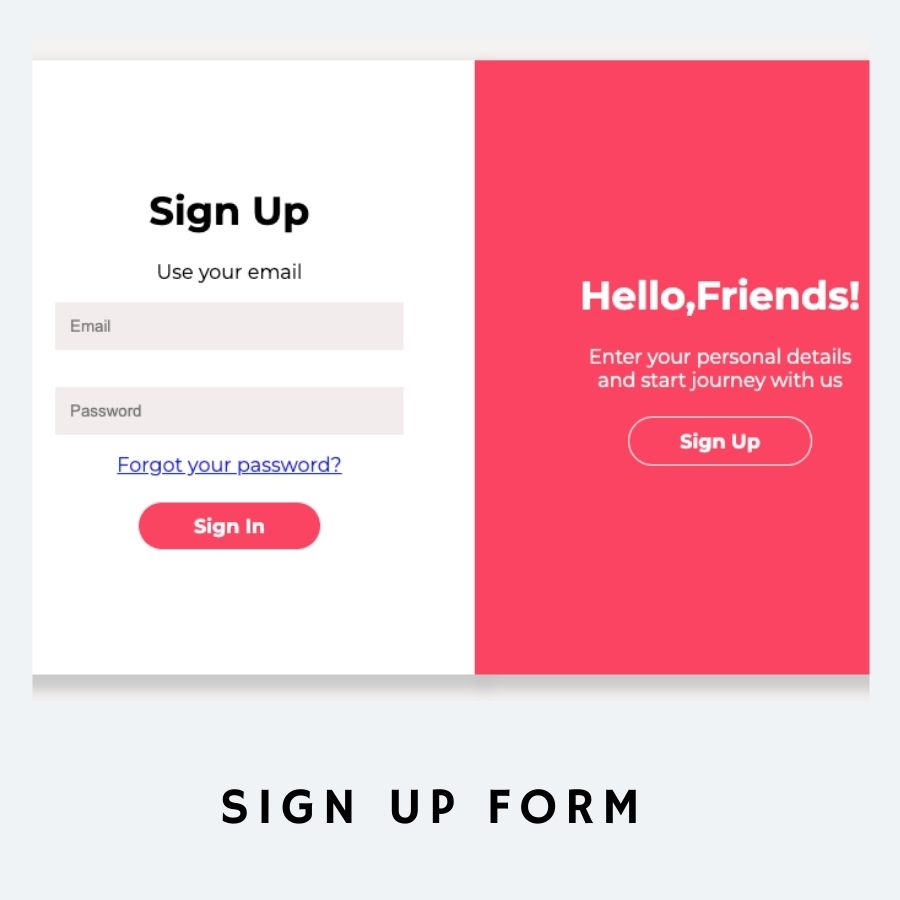 Sign Up
Use your email
Email
Password
Forgot your password?
Sign In
Hello,Friends!
Enter your personal details
and start journey with us
Sign Up
SIGN UP FORM